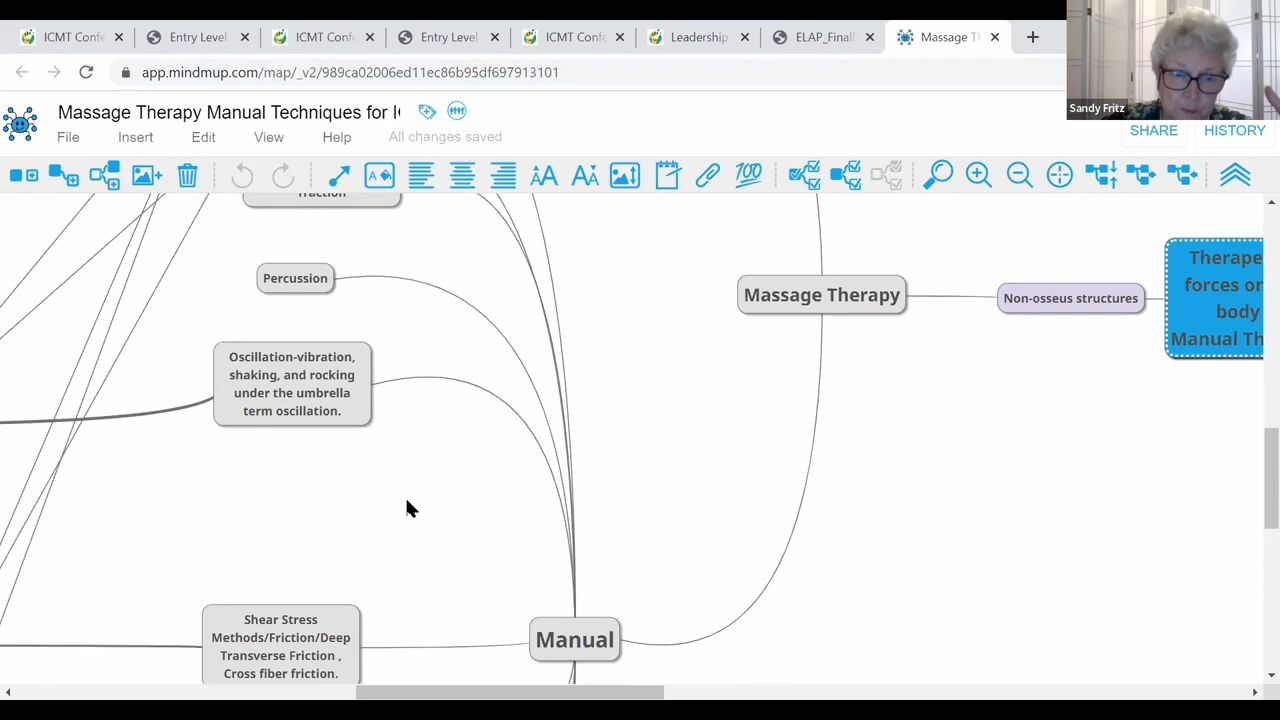 ICMT Confe
Entry Level
ICMT Confe
Entry Level
ICMT Confe
Leadership
ELAP_Final
Massage T
app.mindmup.com/map/_v2/989ca02006ed11ec86b95df697913101
Sandy Fritz
Massage Therapy Manual Techniques for I
File Insert Edit View Help All changes saved
SHARE HISTORY
100
Percussion
Oscillation-vibration,
shaking, and rocking
under the umbrella
term oscillation.
Massage Therapy
Non-osseus structures
Therape
forces or
body
Manual Th
Shear Stress
Methods/Friction/Deep
Transverse Friction ,
Cross fiber friction.
Manual